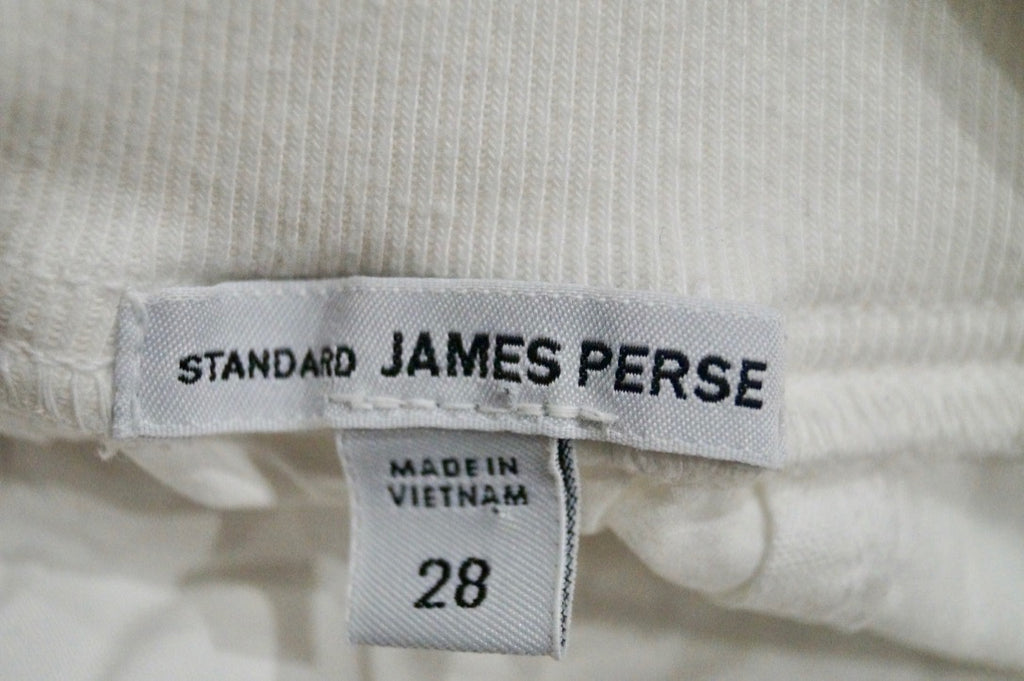 STANDARD JAMES PERSE
MADE IN
VIETNAM
28